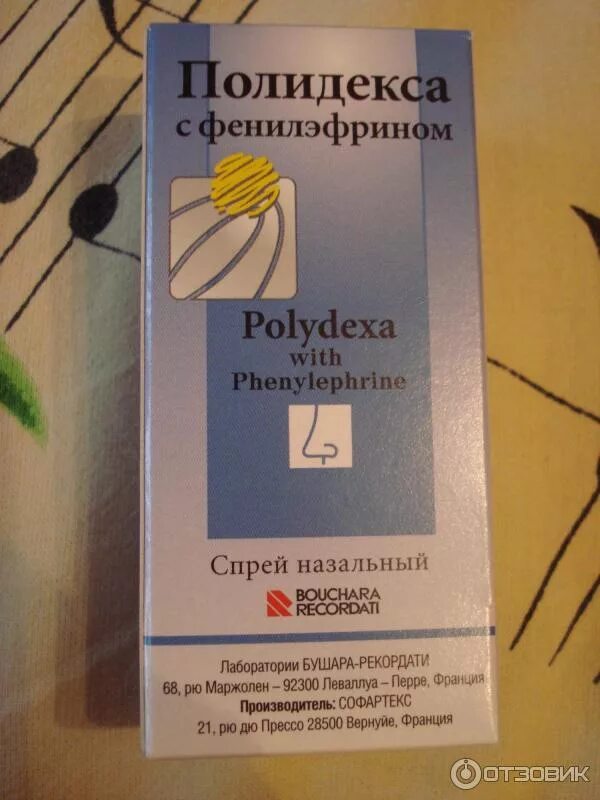 Полидекса
с фенилэфрином
Polydexa
with
Phenylephrine
Спрей назальный
BOUCHARA
RECORDATI
Лаборатории БУШАРА-РЕКОРДАТИ
68, рю Маржолен – 92300 Леваллуа – Перре, Франция
Производитель: СОФАРТЕКС
21, рю дю Прессо 28500 Вернуйе, Франция
ОТЗОВИК